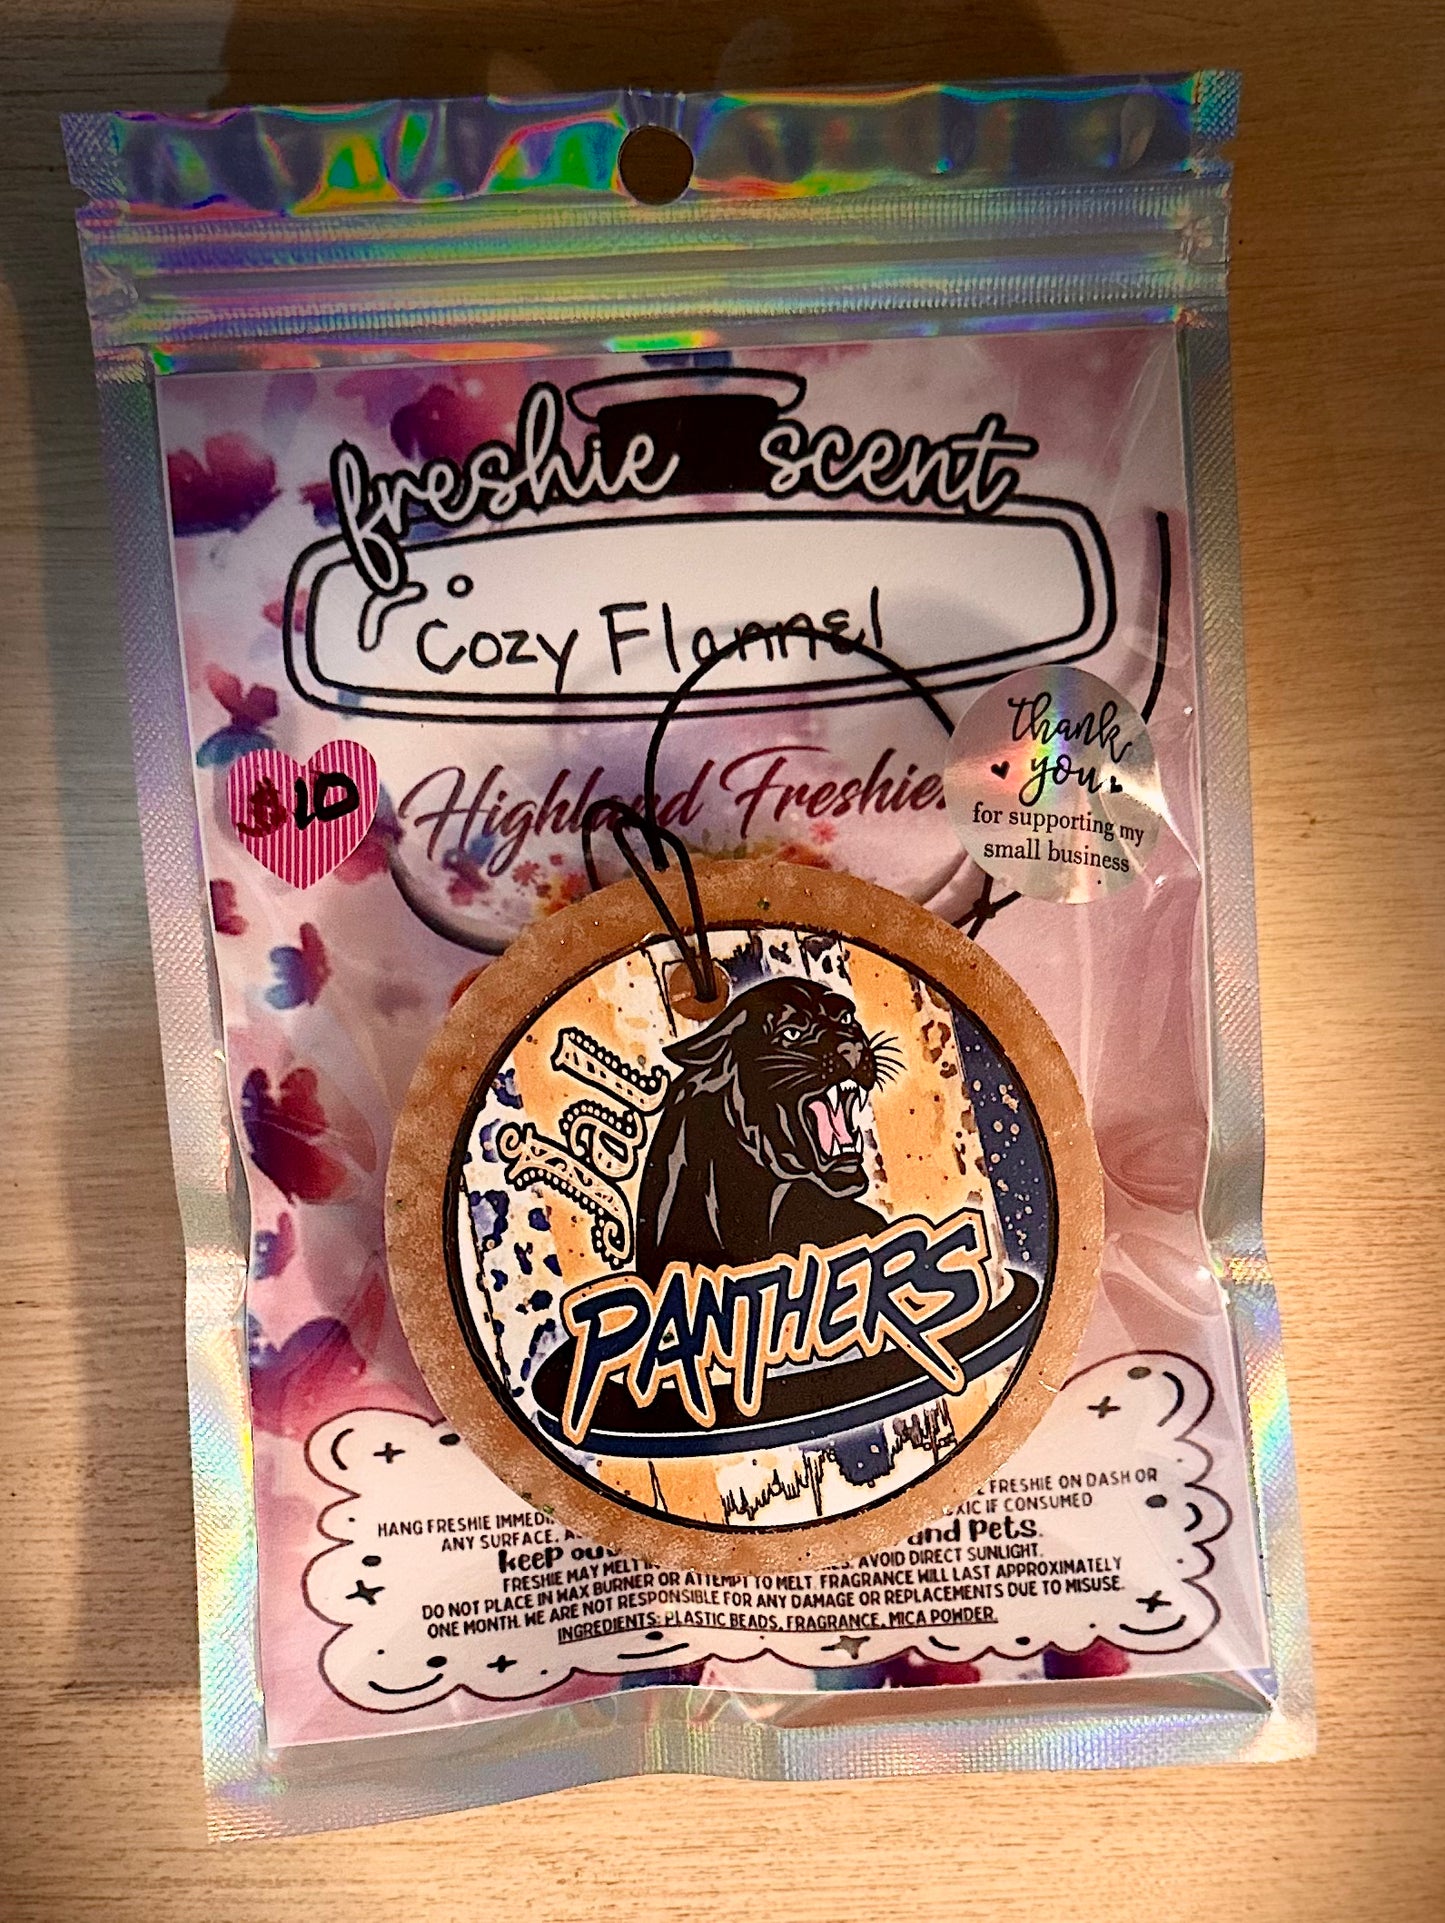 freshie scent
Cozy Flannel
$10
Highland Freshies
thank
you
for supporting my
small business
Jal
PANTHERS
HANG FRESHIE IMMEDI FRESHIE ON DASH OR
ANY SURFACE. IF CONSUMED
keep out and Pets.
FRESHIE MAY MELT AVOID DIRECT SUNLIGHT.
DO NOT PLACE IN WAX BURNER OR ATTEMPT TO MELT. FRAGRANCE WILL LAST APPROXIMATELY
ONE MONTH. WE ARE NOT RESPONSIBLE FOR ANY DAMAGE OR REPLACEMENTS DUE TO MISUSE.
INGREDIENTS: PLASTIC BEADS, FRAGRANCE, MICA POWDER.